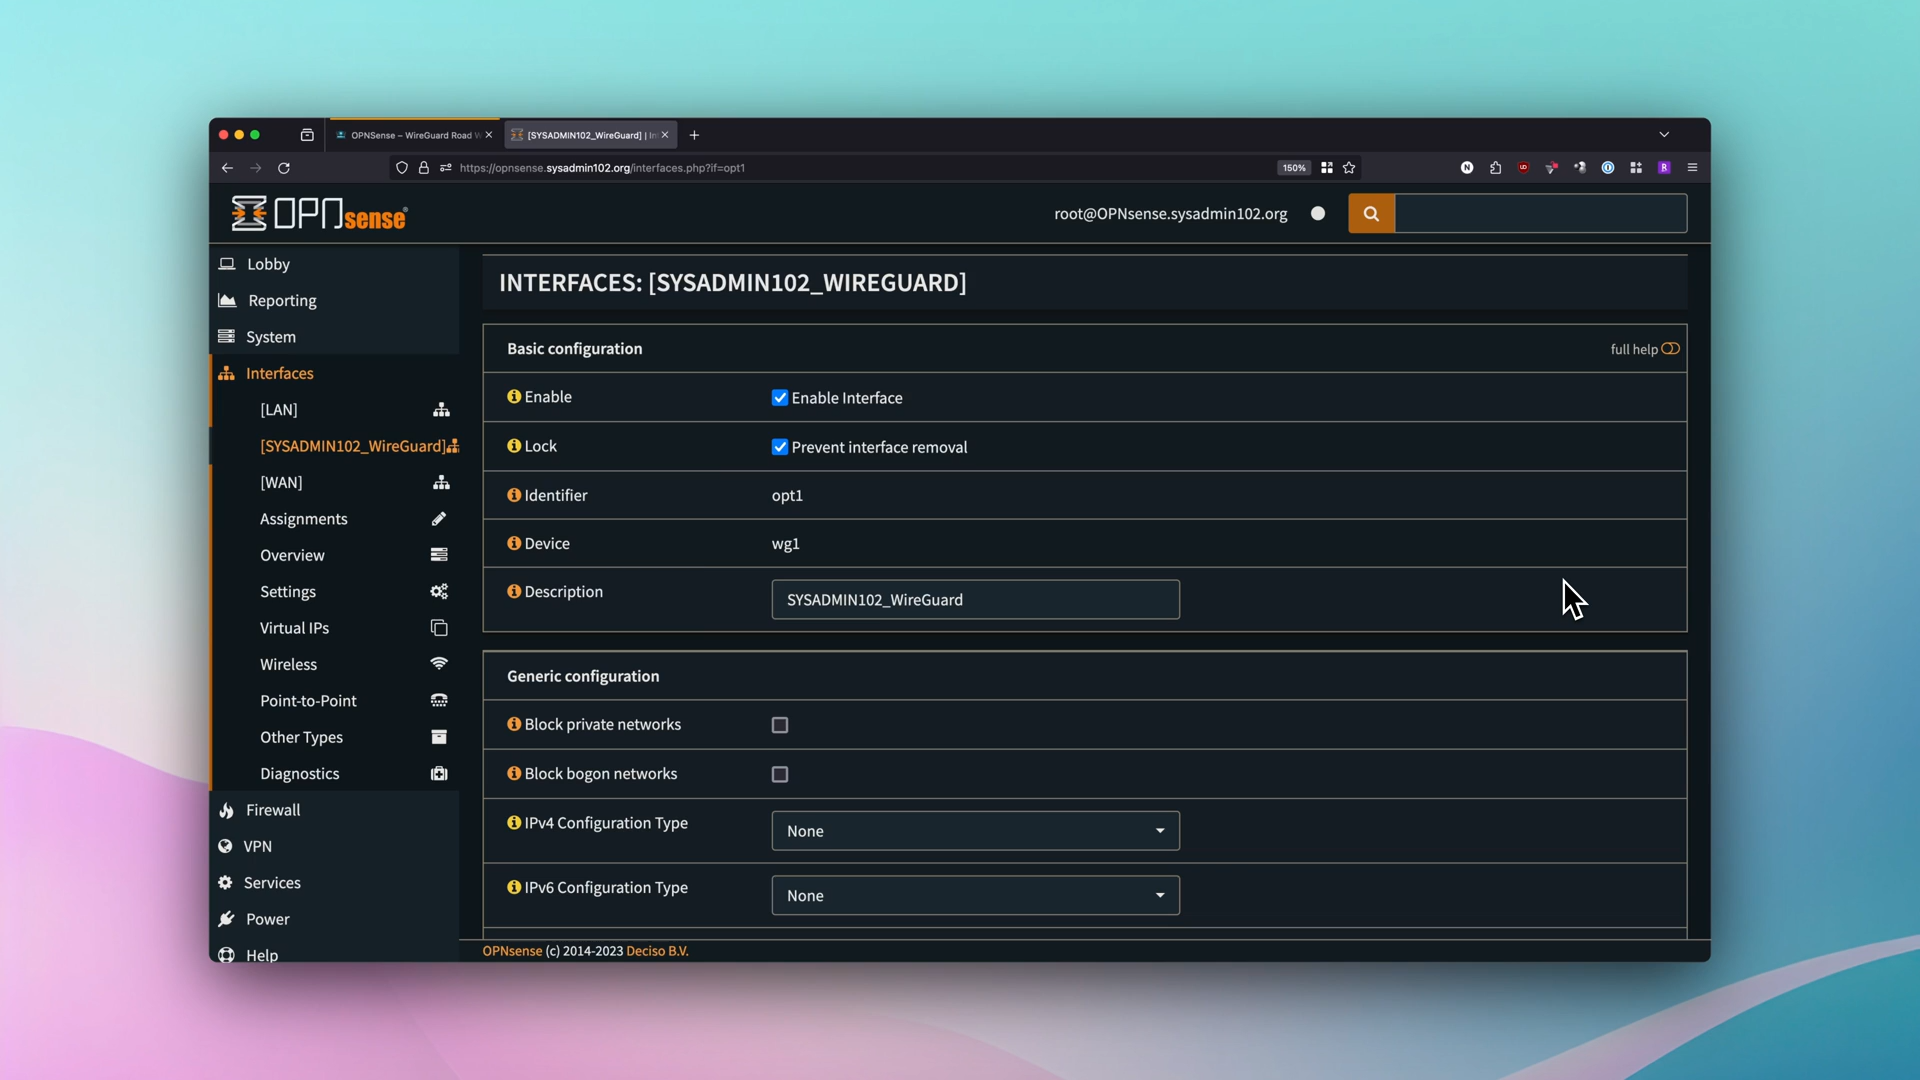 OPNSense – WireGuard Road W
[SYSADMIN102_WireGuard] | In
https://opnsense.sysadmin102.org/interfaces.php?if=opt1
150%
OPNsense
root@OPNsense.sysadmin102.org
Lobby
Reporting
System
Interfaces
[LAN]
[SYSADMIN102_WireGuard]
[WAN]
Assignments
Overview
Settings
Virtual IPs
Wireless
Point-to-Point
Other Types
Diagnostics
Firewall
VPN
Services
Power
Help
INTERFACES: [SYSADMIN102_WIREGUARD]
Basic configuration
full help
Enable
Enable Interface
Lock
Prevent interface removal
Identifier
opt1
Device
wg1
Description
SYSADMIN102_WireGuard
Generic configuration
Block private networks
Block bogon networks
IPv4 Configuration Type
None
IPv6 Configuration Type
None
OPNsense (c) 2014-2023 Deciso B.V.